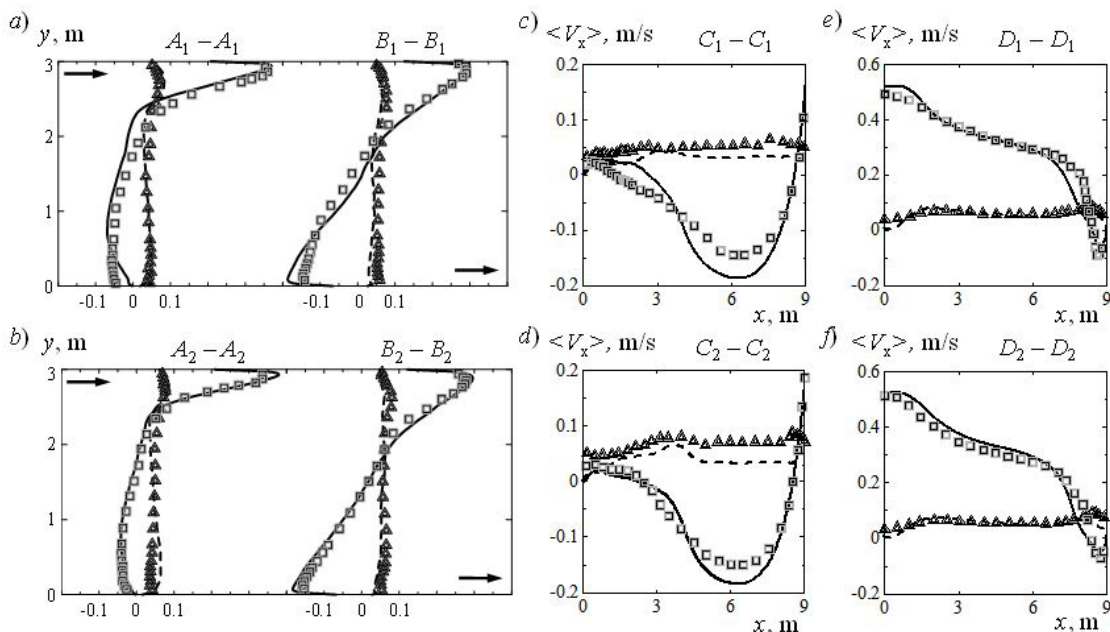 a) y, m A₁ – A₁ B₁ – B₁
3
2
1
0
-0.1 0 0.1 -0.1 0 0.1
c) <Vₓ>, m/s C₁ – C₁
0.2
0.1
0
-0.1
-0.2
0 3 6 9
x, m
e) <Vₓ>, m/s D₁ – D₁
0.6
0.4
0.2
0
-0.2
0 3 6 9
x, m
b) y, m A₂ – A₂ B₂ – B₂
3
2
1
0
-0.1 0 0.1 -0.1 0 0.1
d) <Vₓ>, m/s C₂ – C₂
0.2
0.1
0
-0.1
-0.2
0 3 6 9
x, m
f) <Vₓ>, m/s D₂ – D₂
0.6
0.4
0.2
0
-0.2
0 3 6 9
x, m